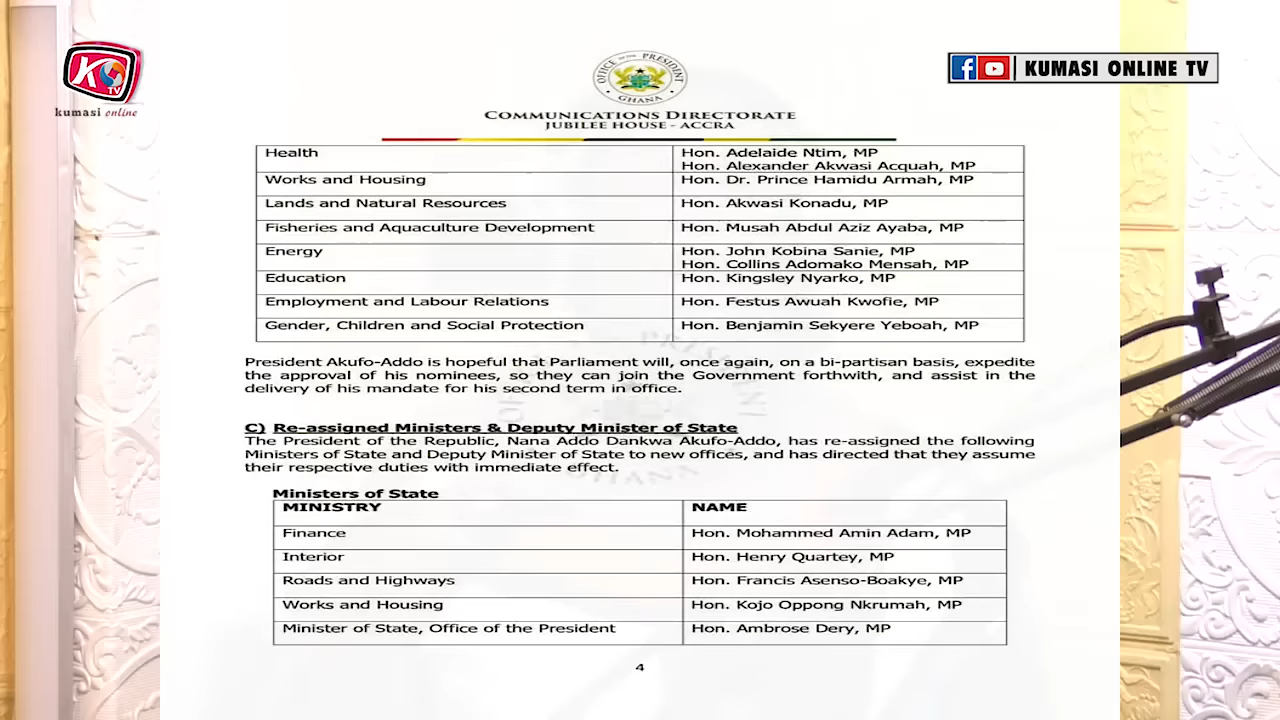 KO
TV
kumasi online
KUMASI ONLINE TV
OFFICE OF THE PRESIDENT
GHANA
COMMUNICATIONS DIRECTORATE
JUBILEE HOUSE - ACCRA
Health Hon. Adelaide Ntim, MP
Hon. Alexander Akwasi Acquah, MP
Works and Housing Hon. Dr. Prince Hamidu Armah, MP
Lands and Natural Resources Hon. Akwasi Konadu, MP
Fisheries and Aquaculture Development Hon. Musah Abdul Aziz Ayaba, MP
Energy Hon. John Kobina Sanie, MP
Hon. Collins Adomako Mensah, MP
Education Hon. Kingsley Nyarko, MP
Employment and Labour Relations Hon. Festus Awuah Kwofie, MP
Gender, Children and Social Protection Hon. Benjamin Sekyere Yeboah, MP
President Akufo-Addo is hopeful that Parliament will, once again, on a bi-partisan basis, expedite
the approval of his nominees, so they can join the Government forthwith, and assist in the
delivery of his mandate for his second term in office.
C) Re-assigned Ministers & Deputy Minister of State
The President of the Republic, Nana Addo Dankwa Akufo-Addo, has re-assigned the following
Ministers of State and Deputy Minister of State to new offices, and has directed that they assume
their respective duties with immediate effect.
Ministers of State
MINISTRY NAME
Finance Hon. Mohammed Amin Adam, MP
Interior Hon. Henry Quartey, MP
Roads and Highways Hon. Francis Asenso-Boakye, MP
Works and Housing Hon. Kojo Oppong Nkrumah, MP
Minister of State, Office of the President Hon. Ambrose Dery, MP
4